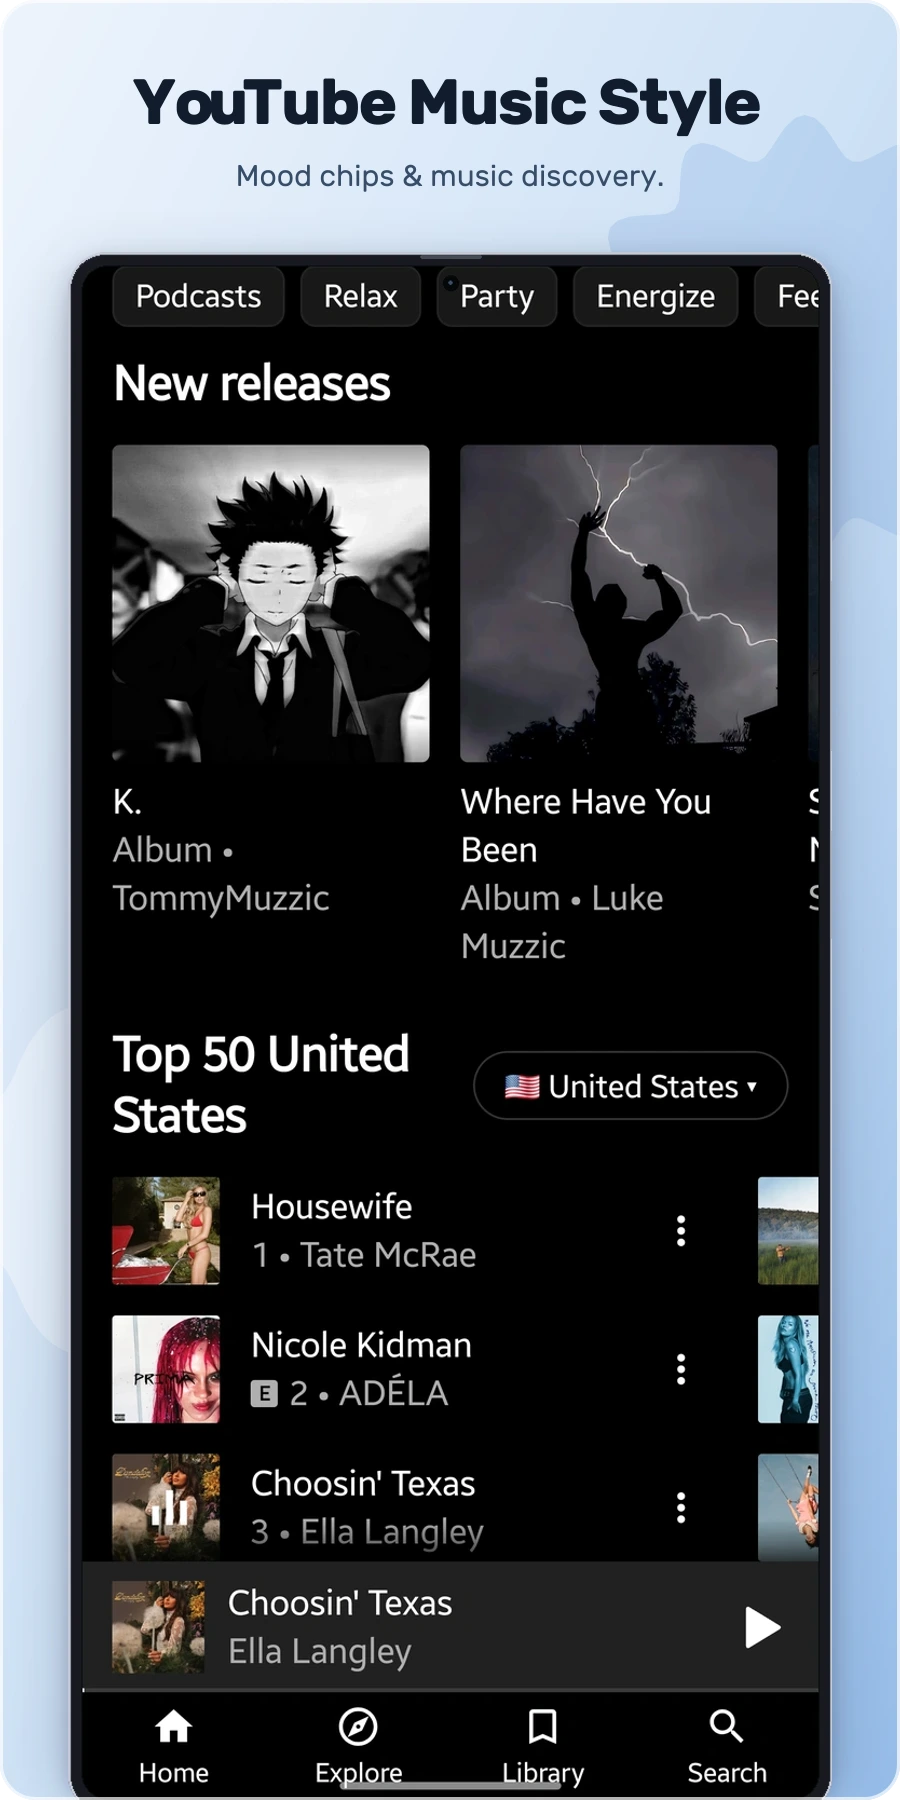 YouTube Music Style
Mood chips & music discovery.
Podcasts
Relax
Party
Energize
Fee
New releases
K.
Album •
TommyMuzzic
Where Have You
Been
Album • Luke
Muzzic
Top 50 United
States
🇺🇸 United States ▾
Housewife
1 • Tate McRae
PRIMA
Nicole Kidman
E 2 • ADÉLA
Choosin' Texas
3 • Ella Langley
Choosin' Texas
Ella Langley
Home
Explore
Library
Search